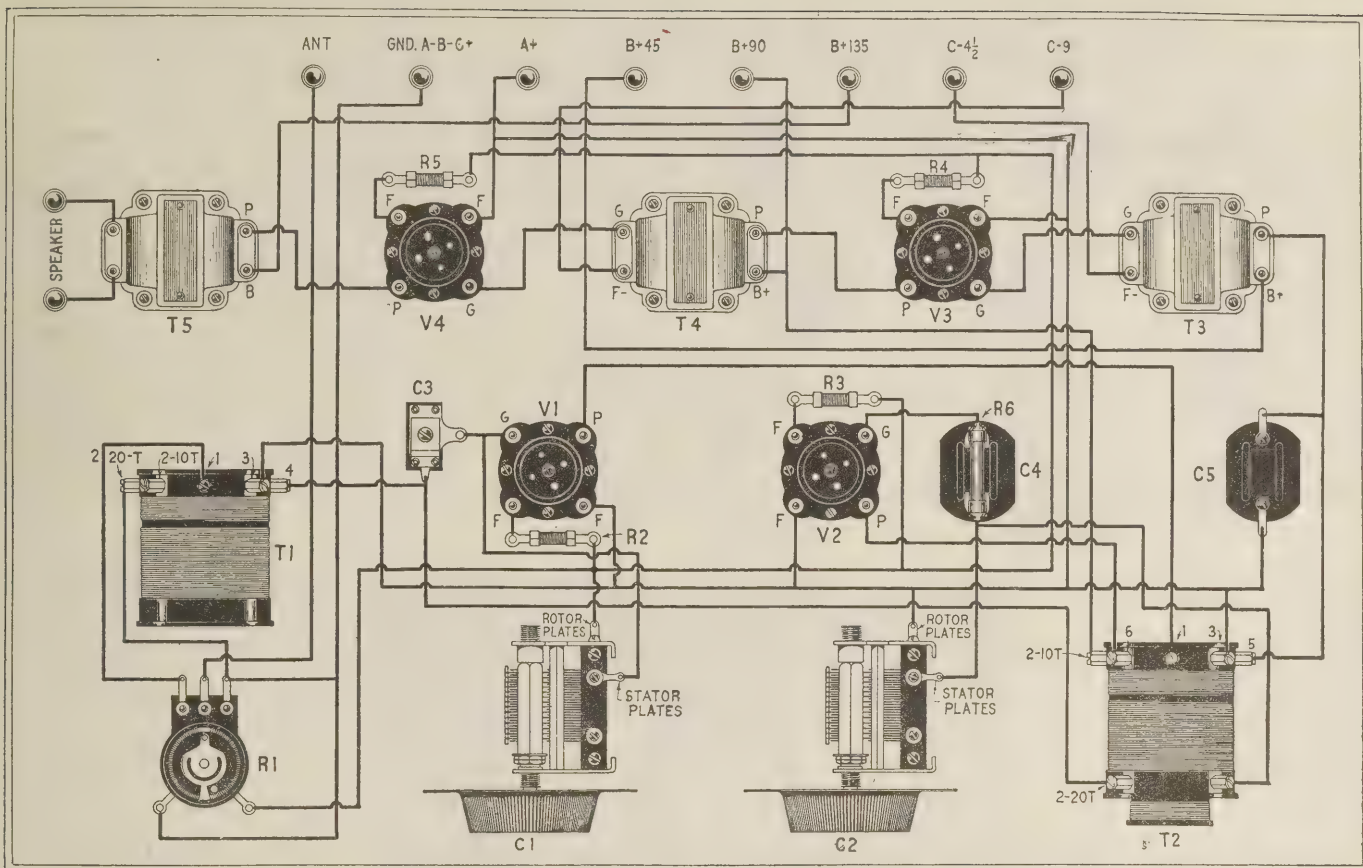 ANT GND. A-B-C+ A+ B+45 B+90 B+135 C-4½ C-9
R5 R4
F F G P F F G P
SPEAKER
P
B P G F- B+ P G F- B+
T5 V4 T4 V3 T3
C3 V1 R3 R6
G P F G
2 20-T 2-10T 1 3 4
C4 C5
F F R2 F P
V2
T1
ROTOR PLATES
ROTOR PLATES
6 1 3 5
2-10T
STATOR PLATES
STATOR PLATES
R1
2-20T
C1 C2 T2